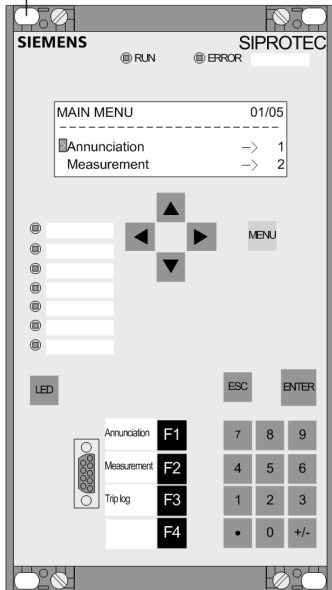 SIEMENS SIPROTEC
RUN ERROR
MAIN MENU 01/05
--------------------
Annunciation –> 1
Measurement –> 2
MENU
LED ESC ENTER
Annunciation F1 7 8 9
Measurement F2 4 5 6
Trip log F3 1 2 3
F4 • 0 +/-